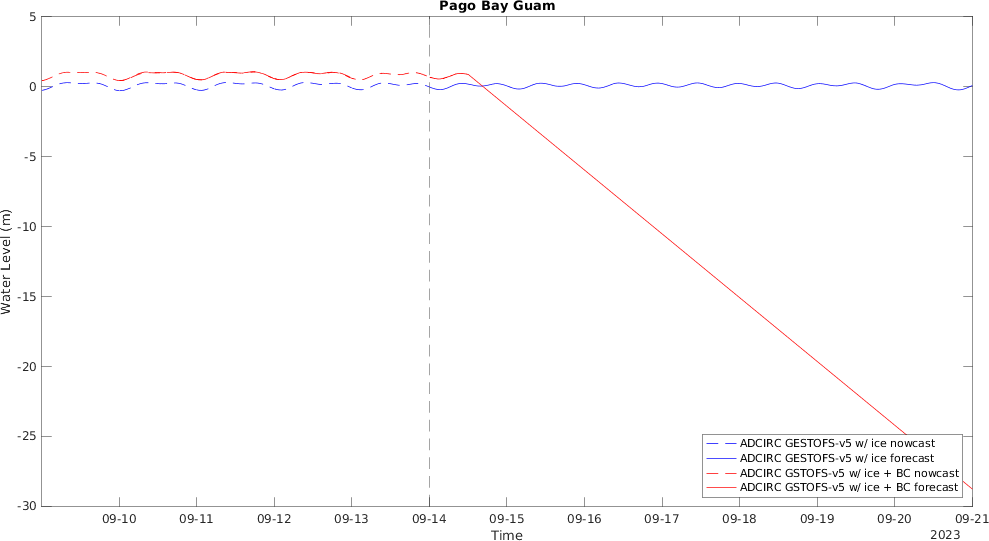 Pago Bay Guam
5
0
-5
-10
-15
-20
-25
-30
Water Level (m)
ADCIRC GESTOFS-v5 w/ ice nowcast
ADCIRC GESTOFS-v5 w/ ice forecast
ADCIRC GSTOFS-v5 w/ ice + BC nowcast
ADCIRC GSTOFS-v5 w/ ice + BC forecast
09-10 09-11 09-12 09-13 09-14 09-15 09-16 09-17 09-18 09-19 09-20 09-21
Time
2023